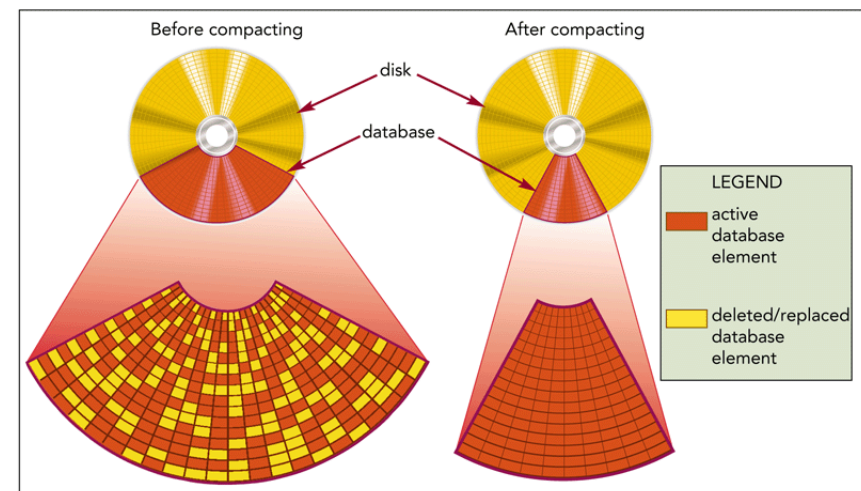 Before compacting
After compacting
disk
database
LEGEND
active
database
element
deleted/replaced
database
element